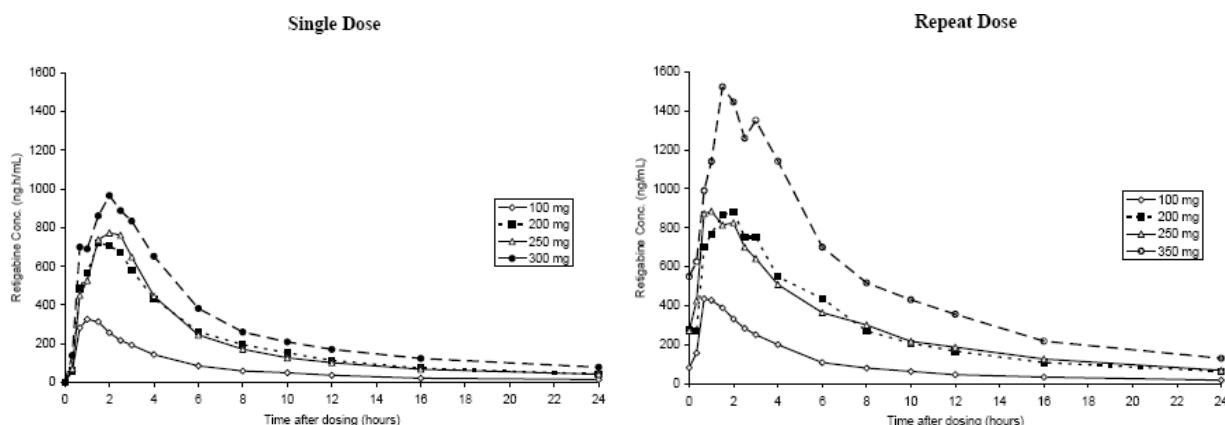 Single Dose
Retigabine Conc. (ng.h/mL)
1600
1400
1200
1000
800
600
400
200
0
0 2 4 6 8 10 12 14 16 18 20 22 24
Time after dosing (hours)
100 mg
200 mg
250 mg
300 mg
Repeat Dose
Retigabine Conc. (ng/mL)
1600
1400
1200
1000
800
600
400
200
0
0 2 4 6 8 10 12 14 16 18 20 22 24
Time after dosing (hours)
100 mg
200 mg
250 mg
350 mg